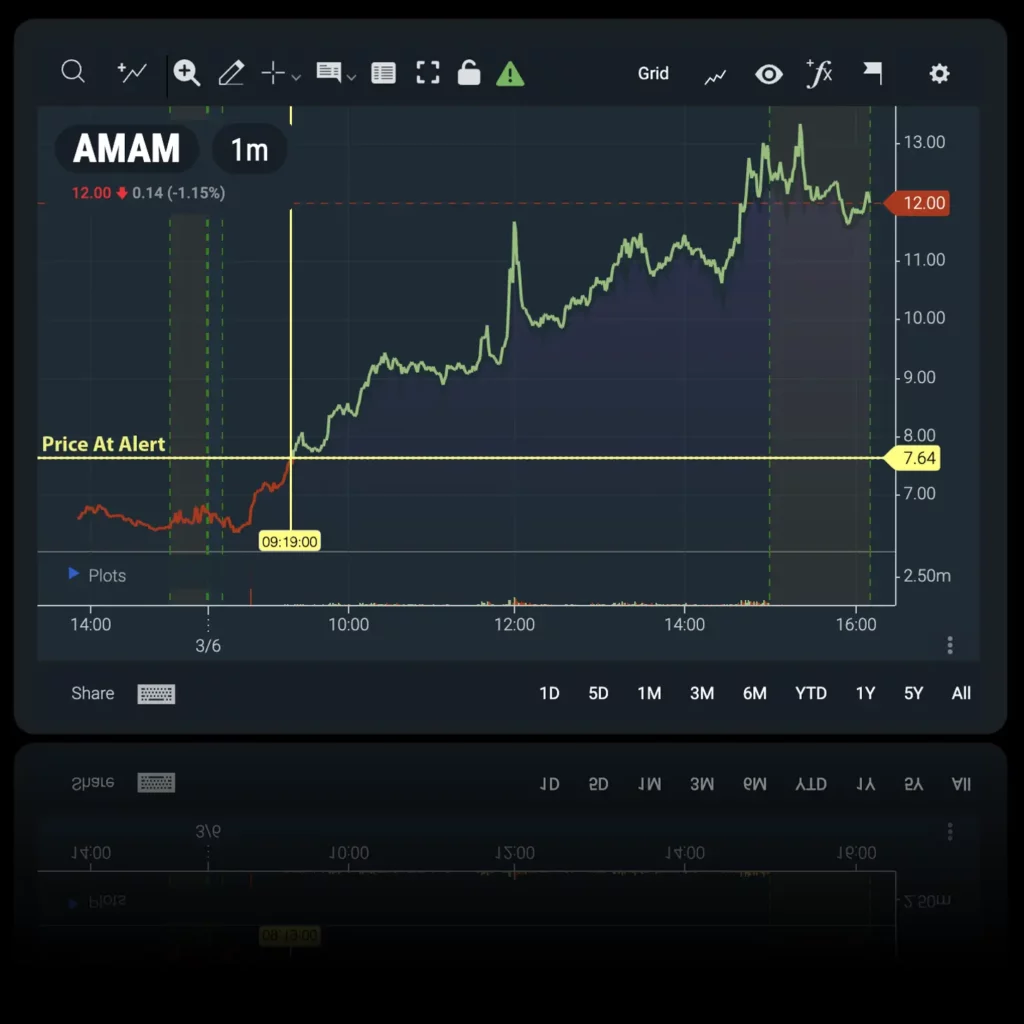 Grid
AMAM 1m
12.00 0.14 (-1.15%)
13.00
12.00
11.00
10.00
9.00
8.00
Price At Alert
7.64
7.00
09:19:00
Plots
2.50m
14:00 10:00 12:00 14:00 16:00
3/6
Share 1D 5D 1M 3M 6M YTD 1Y 5Y All